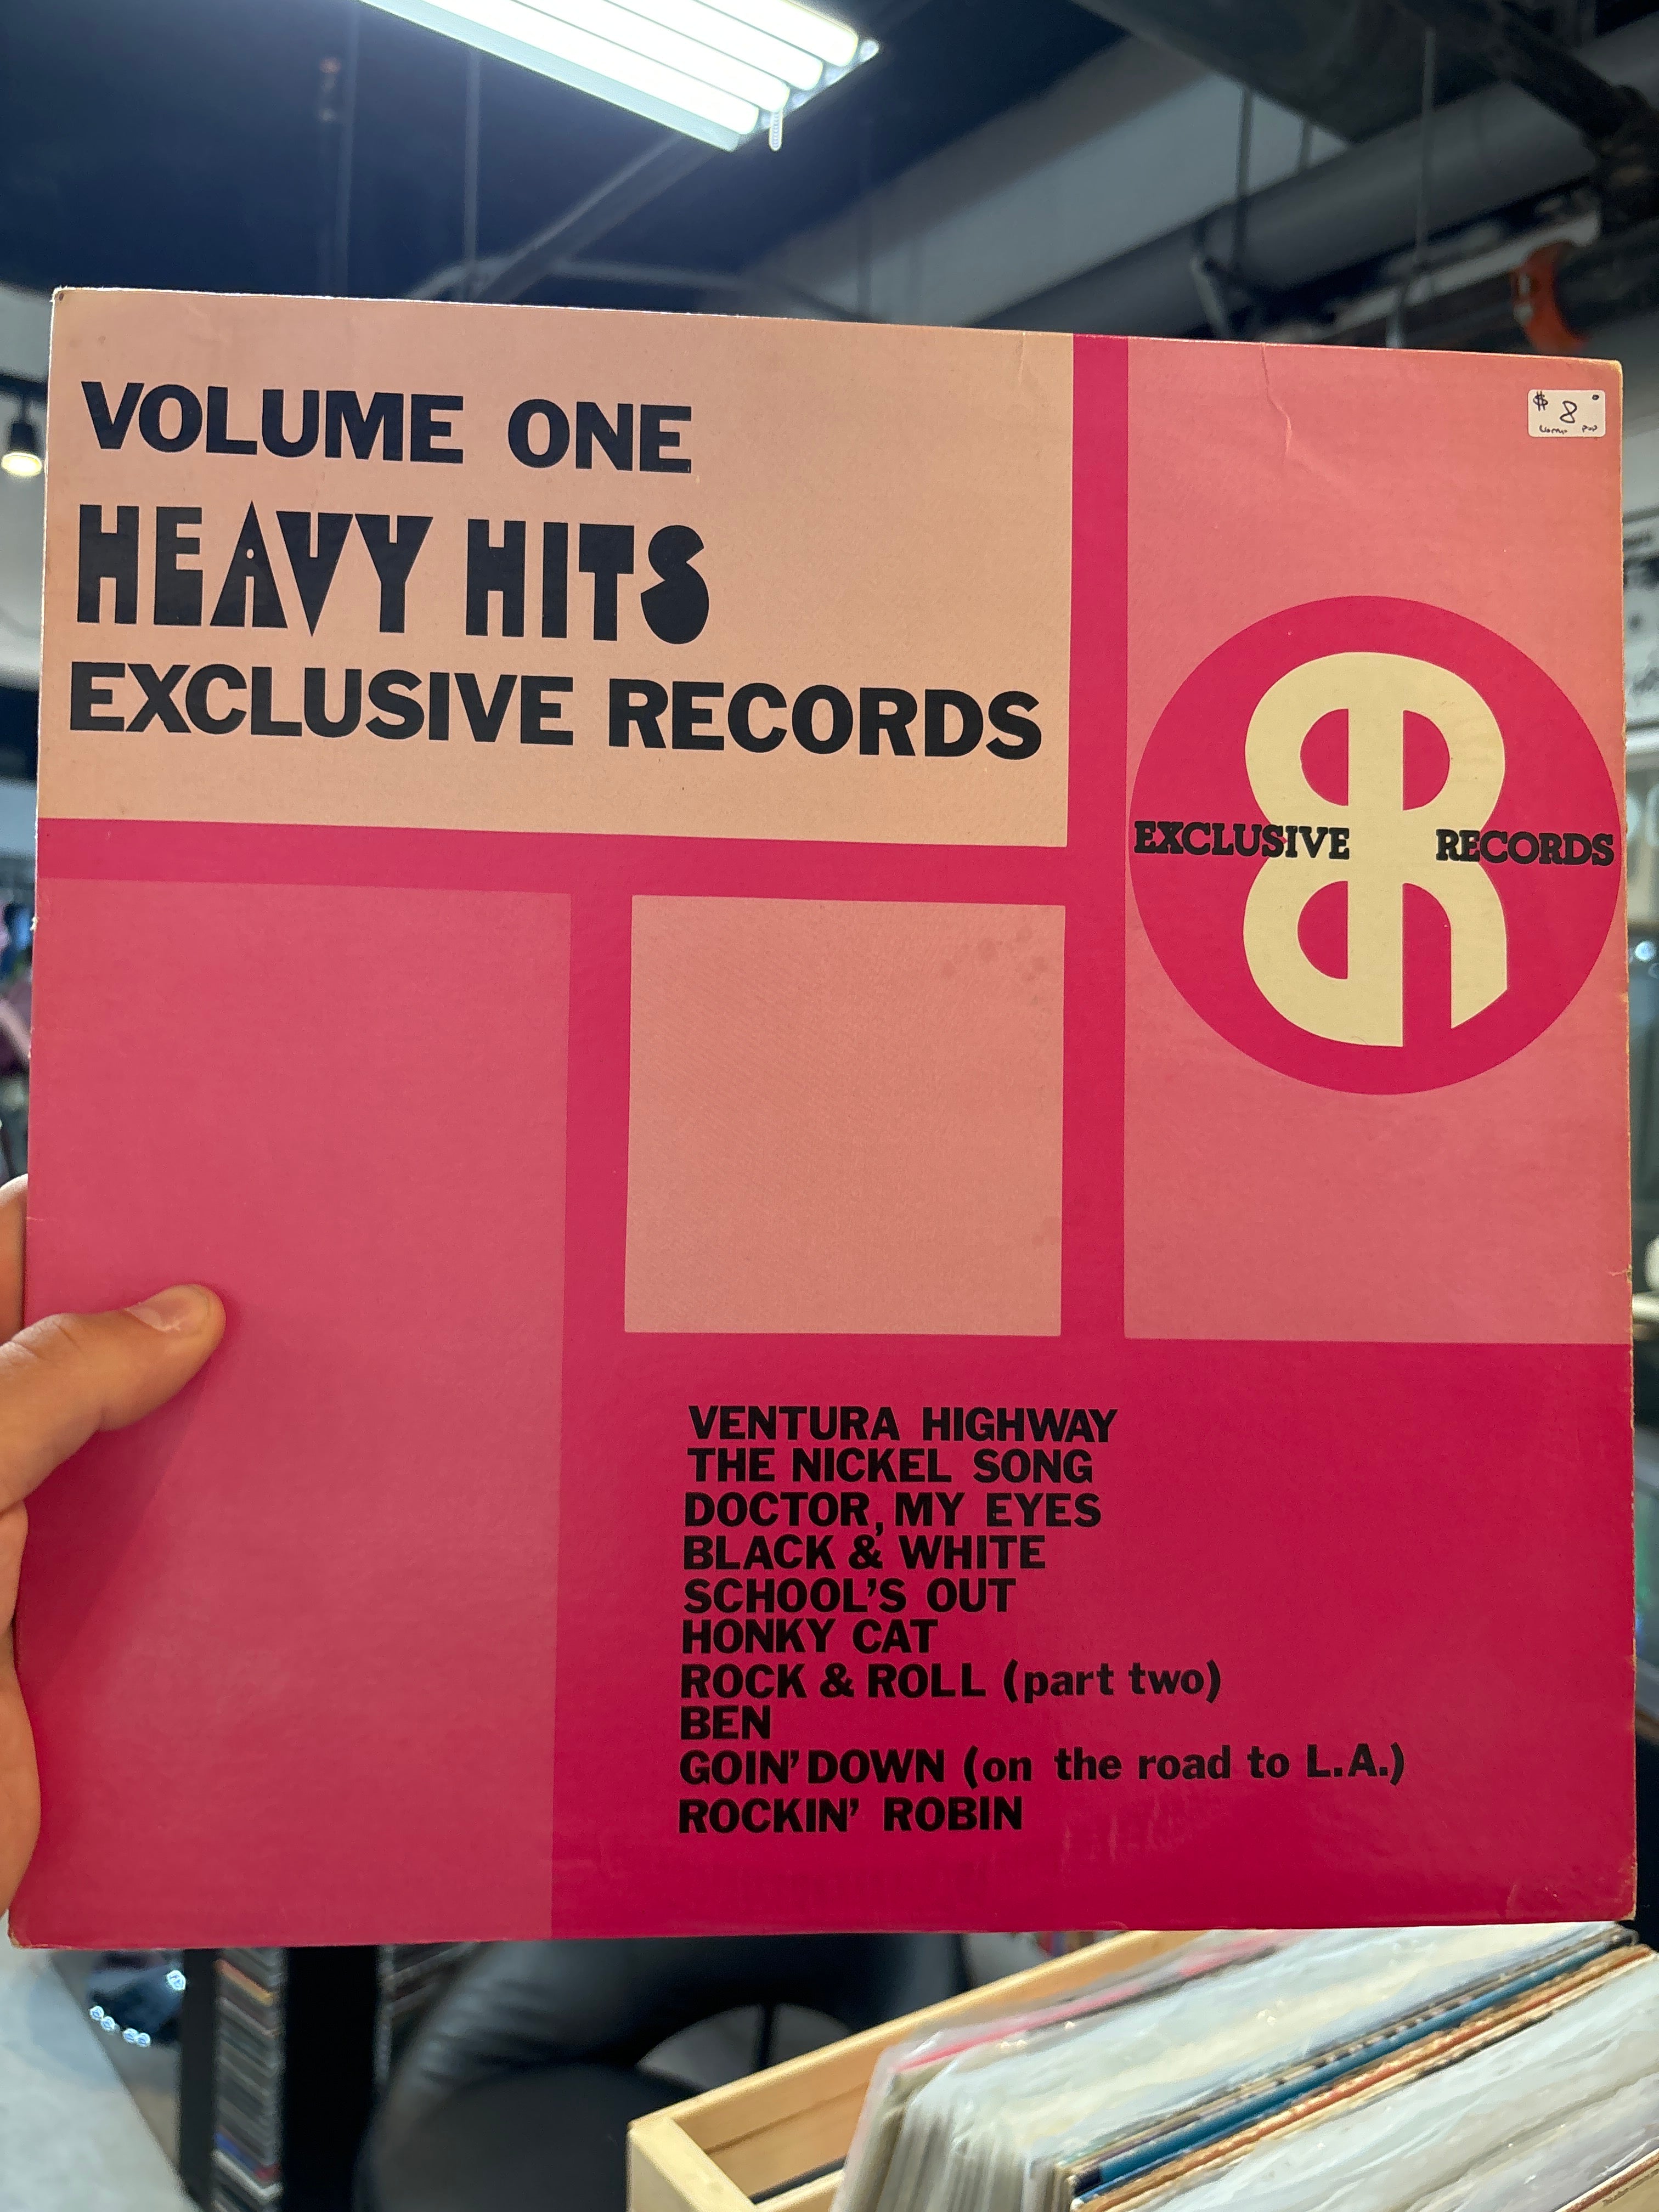 VOLUME ONE
HEAVY HITS
EXCLUSIVE RECORDS
$ 8
EXCLUSIVE RECORDS
VENTURA HIGHWAY
THE NICKEL SONG
DOCTOR, MY EYES
BLACK & WHITE
SCHOOL'S OUT
HONKY CAT
ROCK & ROLL (part two)
BEN
GOIN' DOWN (on the road to L.A.)
ROCKIN' ROBIN